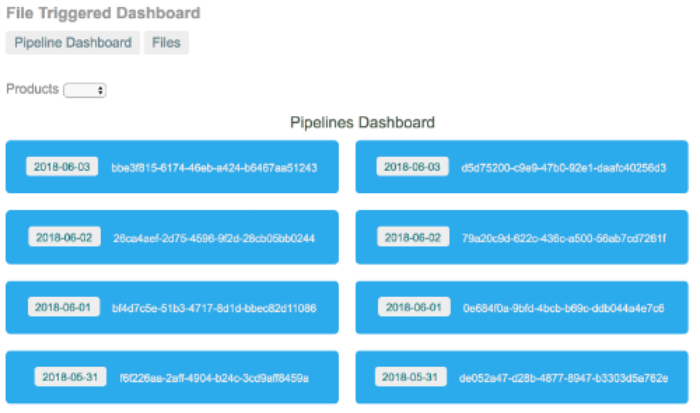 File Triggered Dashboard
Pipeline Dashboard Files
Products
Pipelines Dashboard
2018-06-03 bbe3f815-6174-46eb-a424-b6467aa51243 2018-06-03 d5d75200-c9e9-47b0-92e1-daafc40256d3
2018-06-02 26ca4aef-2d75-4596-9f2d-26cb05bb0244 2018-06-02 79a20c9d-622c-436c-a500-56ab7cd7261f
2018-06-01 bf4d7c5e-51b3-4717-8d1d-bbec82d11086 2018-06-01 0e684f0a-9bfd-4bcb-b69c-ddb044a4e7c6
2018-05-31 f6f226aa-2aff-4904-b24c-3cd9aff8459a 2018-05-31 de052a47-d28b-4877-8947-b3303d5a762e